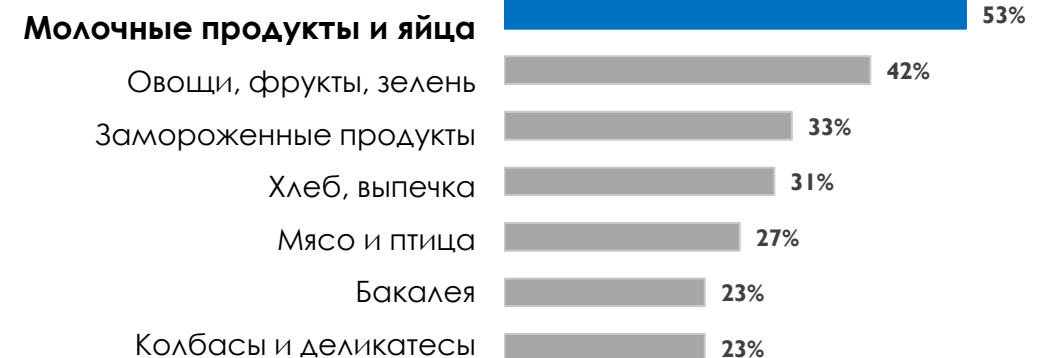 Молочные продукты и яйца 53%
Овощи, фрукты, зелень 42%
Замороженные продукты 33%
Хлеб, выпечка 31%
Мясо и птица 27%
Бакалея 23%
Колбасы и деликатесы 23%